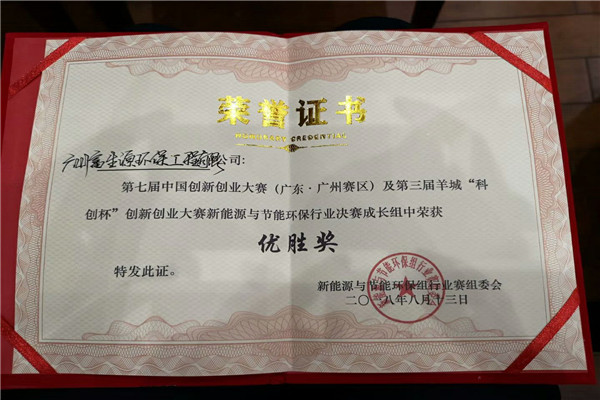 荣誉证书
HONORARY CREDENTIAL
广州富生源环保工程有限公司：
第七届中国创新创业大赛（广东·广州赛区）及第三届羊城“科
创杯”创新创业大赛新能源与节能环保行业决赛成长组中荣获
优胜奖
特发此证。
新能源与节能环保组行业赛组委会
二〇一八年八月十三日